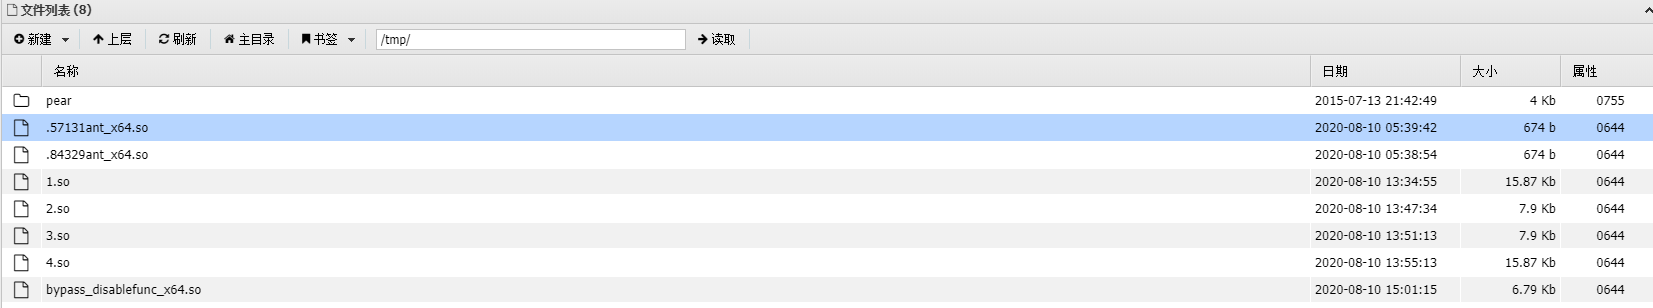 文件列表 (8)
新建 上层 刷新 主目录 书签 /tmp/ 读取
名称 日期 大小 属性
pear 2015-07-13 21:42:49 4 Kb 0755
.57131ant_x64.so 2020-08-10 05:39:42 674 b 0644
.84329ant_x64.so 2020-08-10 05:38:54 674 b 0644
1.so 2020-08-10 13:34:55 15.87 Kb 0644
2.so 2020-08-10 13:47:34 7.9 Kb 0644
3.so 2020-08-10 13:51:13 7.9 Kb 0644
4.so 2020-08-10 13:55:13 15.87 Kb 0644
bypass_disablefunc_x64.so 2020-08-10 15:01:15 6.79 Kb 0644